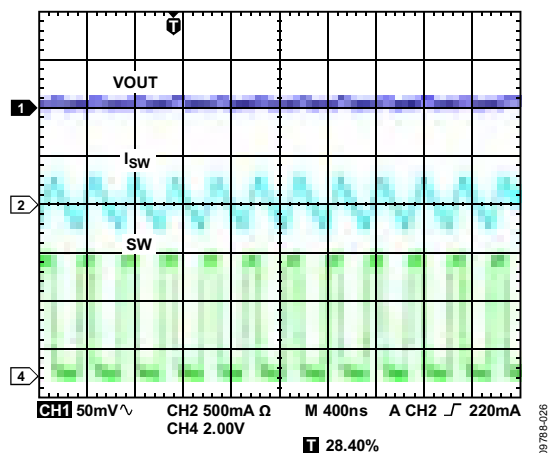 T
VOUT
1
ISW
2
SW
4
CH1 50mV∿ CH2 500mA Ω M 400ns A CH2 ⎍ 220mA
CH4 2.00V
T 28.40%
09788-026